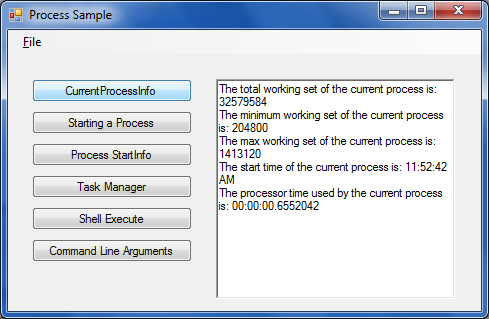 Process Sample
File
CurrentProcessInfo
Starting a Process
Process StartInfo
Task Manager
Shell Execute
Command Line Arguments
The total working set of the current process is:
32579584
The minimum working set of the current process
is: 204800
The max working set of the current process is:
1413120
The start time of the current process is: 11:52:42
AM
The processor time used by the current process
is: 00:00:00.6552042